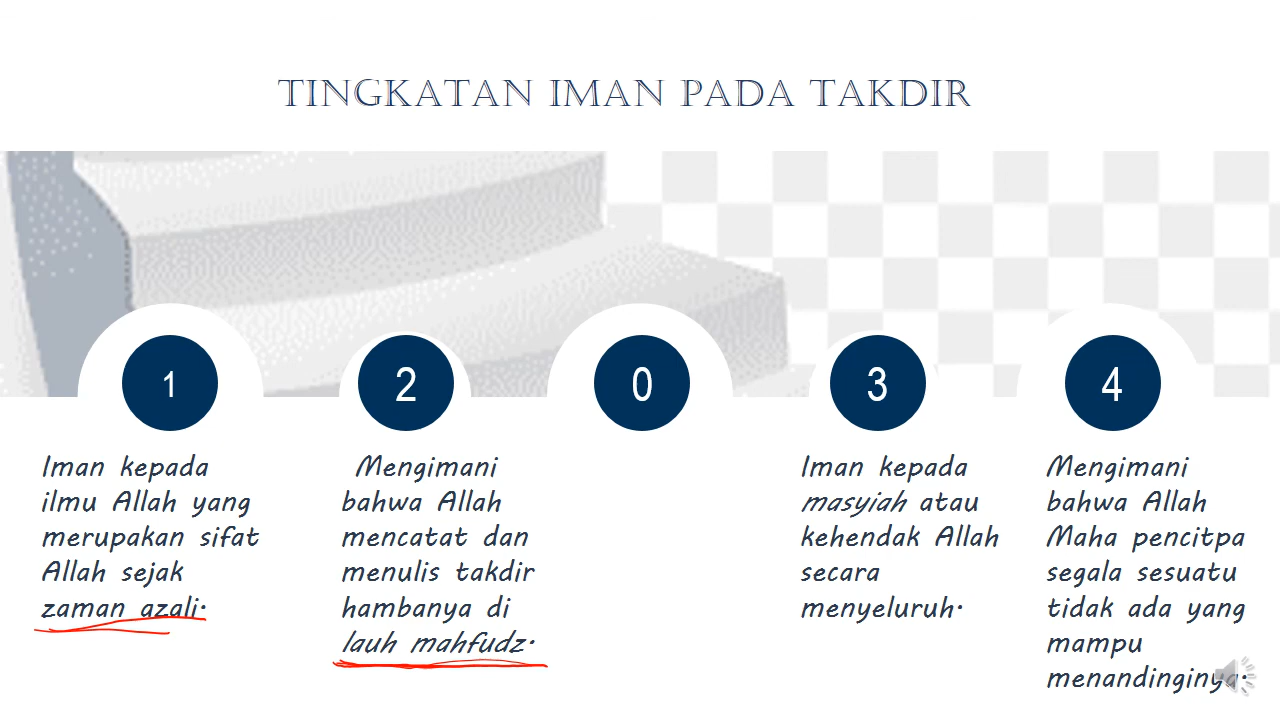 TINGKATAN IMAN PADA TAKDIR
1
Iman kepada
ilmu Allah yang
merupakan sifat
Allah sejak
zaman azali.
2
Mengimani
bahwa Allah
mencatat dan
menulis takdir
hambanya di
lauh mahfudz.
0
3
Iman kepada
masyiah atau
kehendak Allah
secara
menyeluruh.
4
Mengimani
bahwa Allah
Maha pencitpa
segala sesuatu
tidak ada yang
mampu
menandinginya.